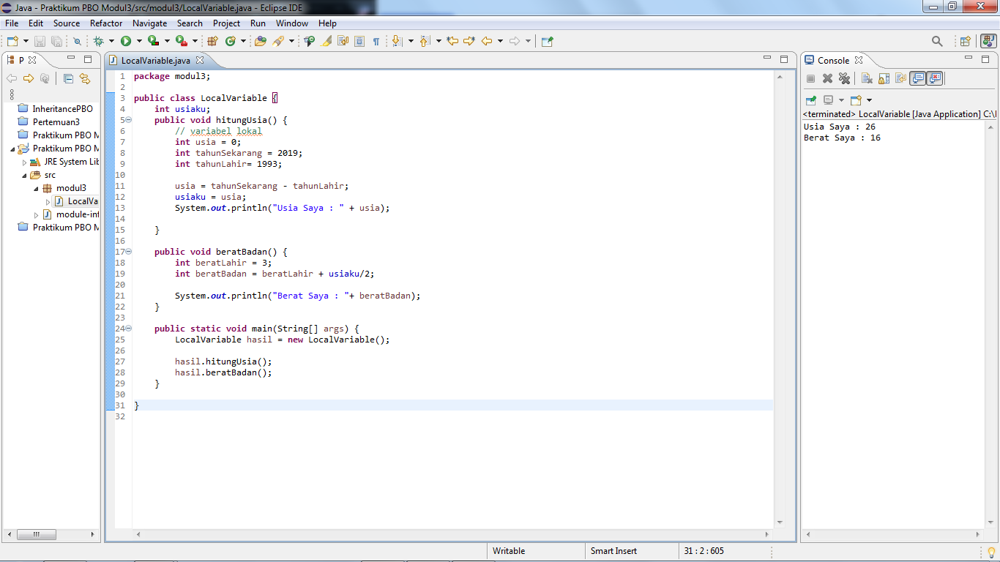 Java - Praktikum PBO Modul3/src/modul3/LocalVariable.java - Eclipse IDE
File Edit Source Refactor Navigate Search Project Run Window Help
P
InheritancePBO
Pertemuan3
Praktikum PBO M
Praktikum PBO M
JRE System Lib
src
modul3
LocalVa
module-inf
Praktikum PBO M
LocalVariable.java
1 package modul3;
2
3 public class LocalVariable {
4 int usiaku;
5 public void hitungUsia() {
6 // variabel lokal
7 int usia = 0;
8 int tahunSekarang = 2019;
9 int tahunLahir= 1993;
10
11 usia = tahunSekarang - tahunLahir;
12 usiaku = usia;
13 System.out.println("Usia Saya : " + usia);
14
15 }
16
17 public void beratBadan() {
18 int beratLahir = 3;
19 int beratBadan = beratLahir + usiaku/2;
20
21 System.out.println("Berat Saya : "+ beratBadan);
22 }
23
24 public static void main(String[] args) {
25 LocalVariable hasil = new LocalVariable();
26
27 hasil.hitungUsia();
28 hasil.beratBadan();
29 }
30
31 }
32
Console
<terminated> LocalVariable [Java Application] C:\
Usia Saya : 26
Berat Saya : 16
Writable Smart Insert 31 : 2 : 605